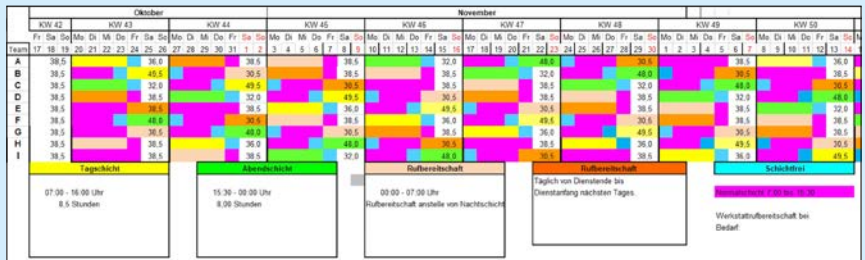 Oktober November
KW 42 KW 43 KW 44 KW 45 KW 46 KW 47 KW 48 KW 49 KW 50
Fr Sa So Mo Di Mi Do Fr Sa So Mo Di Mi Do Fr Sa So Mo Di Mi Do Fr Sa So Mo Di Mi Do Fr Sa So Mo Di Mi Do Fr Sa So Mo Di Mi Do Fr Sa So Mo Di Mi Do Fr Sa So Mo Di Mi Do Fr Sa So
Team 17 18 19 20 21 22 23 24 25 26 27 28 29 30 31 1 2 3 4 5 6 7 8 9 10 11 12 13 14 15 16 17 18 19 20 21 22 23 24 25 26 27 28 29 30 1 2 3 4 5 6 7 8 9 10 11 12 13 14
A 38,5 36,0 38,5 38,5 32,0 48,0 30,5 38,5 36,0
B 38,5 49,5 30,5 38,5 38,5 32,0 48,0 30,5 38,5
C 38,5 32,0 49,5 30,5 38,5 36,0 32,0 48,0 30,5
D 38,5 38,5 32,0 49,5 30,5 38,5 38,5 32,0 48,0
E 38,5 38,5 38,5 36,0 49,5 30,5 38,5 38,5 32,0
F 38,5 48,0 30,5 38,5 36,0 49,5 30,5 38,5 38,5
G 38,5 30,5 48,0 30,5 38,5 36,0 49,5 30,5 38,5
H 38,5 38,5 36,0 48,0 30,5 38,5 36,0 49,5 30,5
I 38,5 38,5 38,5 32,0 48,0 30,5 38,5 36,0 49,5
Tagschicht Abendschicht Rufbereitschaft Rufbereitschaft Schichtfrei
07:00 - 16:00 Uhr 15:30 - 00:00 Uhr 00:00 - 07:00 Uhr Täglich von Dienstende bis
8,5 Stunden 8,00 Stunden Rufbereitschaft anstelle von Nachtschicht Dienstanfang nächsten Tages.
Normalschicht 7.00 bis 15:30
Werkstattrufbereitschaft bei
Bedarf.